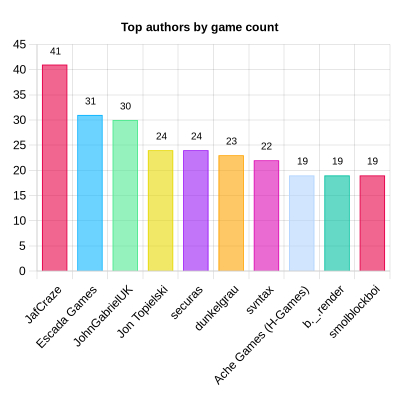 Top authors by game count
45
40
35
30
25
20
15
10
5
0
41
31
30
24
24
23
22
19
19
19
JafCraze
Escada Games
JohnGabrielUK
Jon Topielski
securas
dunkelgrau
svntax
Ache Games (H-Games)
b._.render
smolblockboi